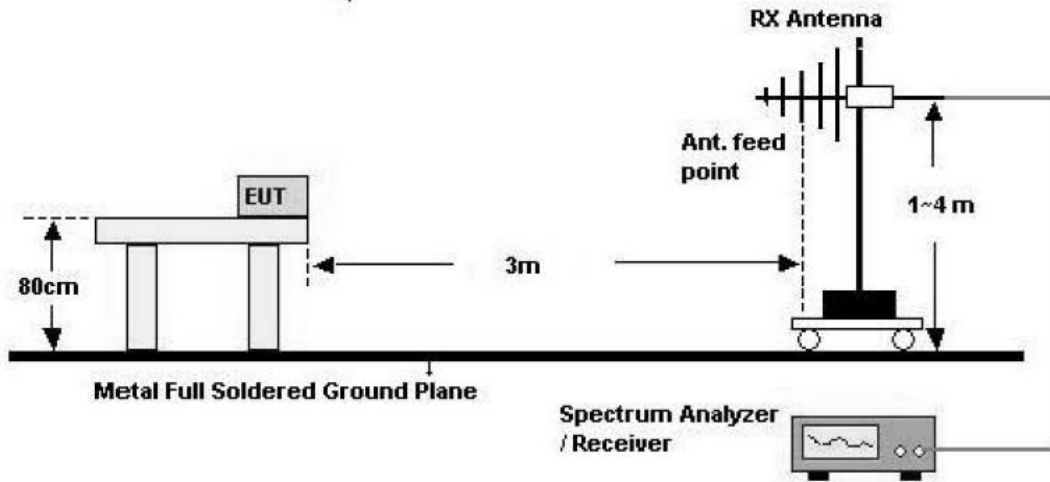 RX Antenna
Ant. feed
point
EUT
1~4 m
3m
80cm
Metal Full Soldered Ground Plane
Spectrum Analyzer
/ Receiver